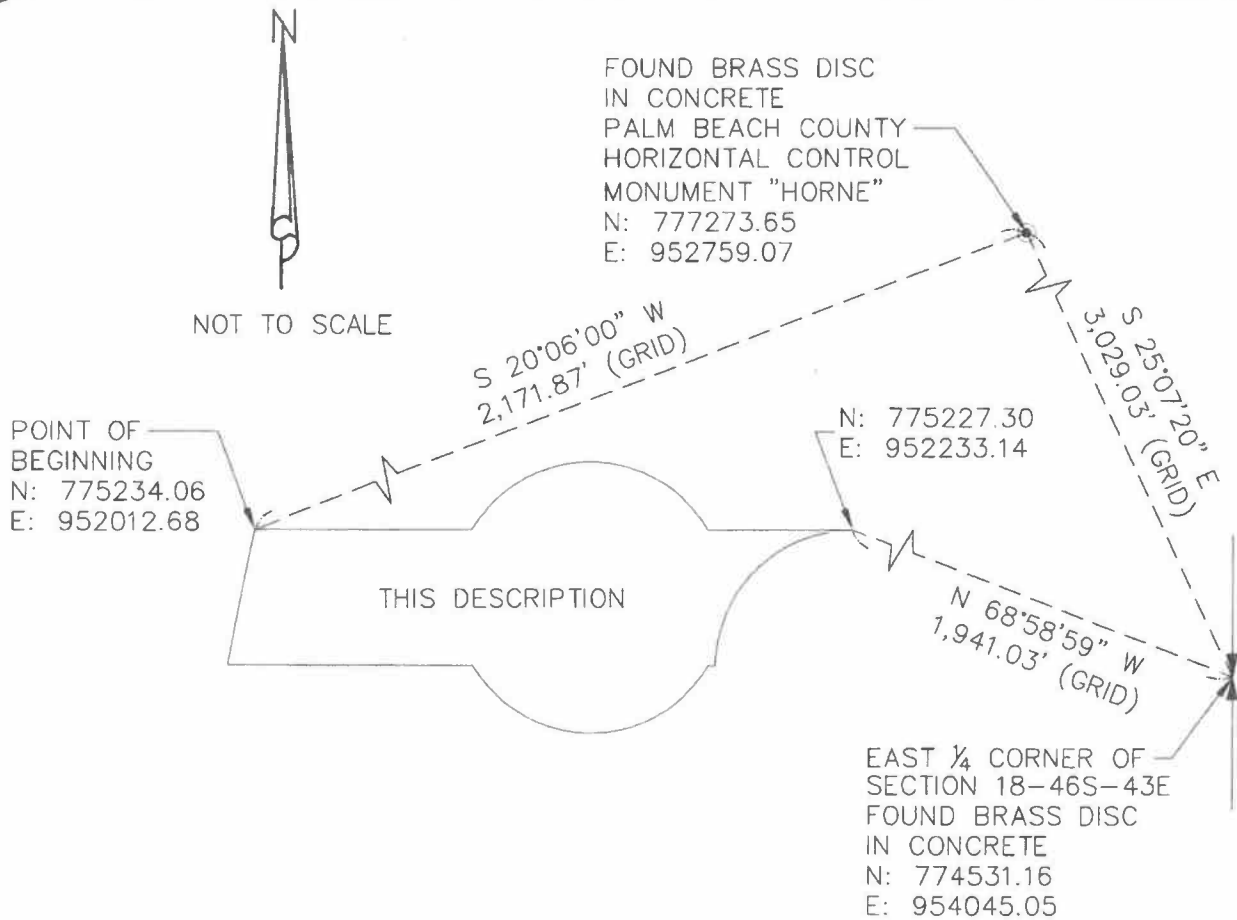 N
NOT TO SCALE
FOUND BRASS DISC
IN CONCRETE
PALM BEACH COUNTY
HORIZONTAL CONTROL
MONUMENT "HORNE"
N: 777273.65
E: 952759.07
S 20°06'00" W
2,171.87' (GRID)
S 25°07'20" E
3,029.03' (GRID)
POINT OF
BEGINNING
N: 775234.06
E: 952012.68
N: 775227.30
E: 952233.14
THIS DESCRIPTION
N 68°58'59" W
1,941.03' (GRID)
EAST ¼ CORNER OF
SECTION 18-46S-43E
FOUND BRASS DISC
IN CONCRETE
N: 774531.16
E: 954045.05